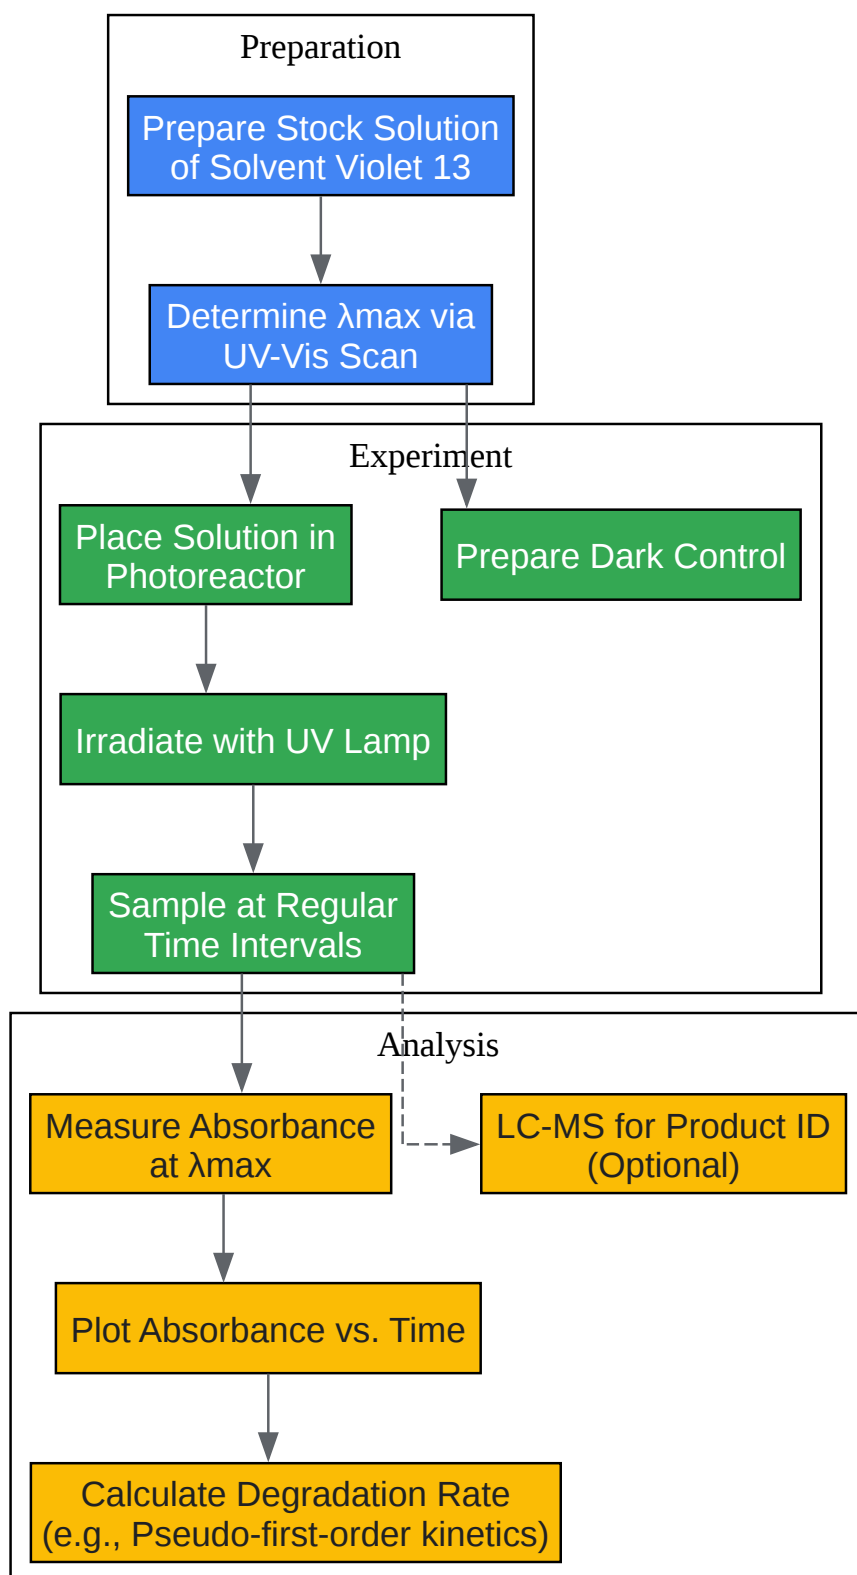 Preparation
Prepare Stock Solution
of Solvent Violet 13
Determine λmax via
UV-Vis Scan
Experiment
Place Solution in
Photoreactor
Prepare Dark Control
Irradiate with UV Lamp
Sample at Regular
Time Intervals
Analysis
Measure Absorbance
at λmax
LC-MS for Product ID
(Optional)
Plot Absorbance vs. Time
Calculate Degradation Rate
(e.g., Pseudo-first-order kinetics)